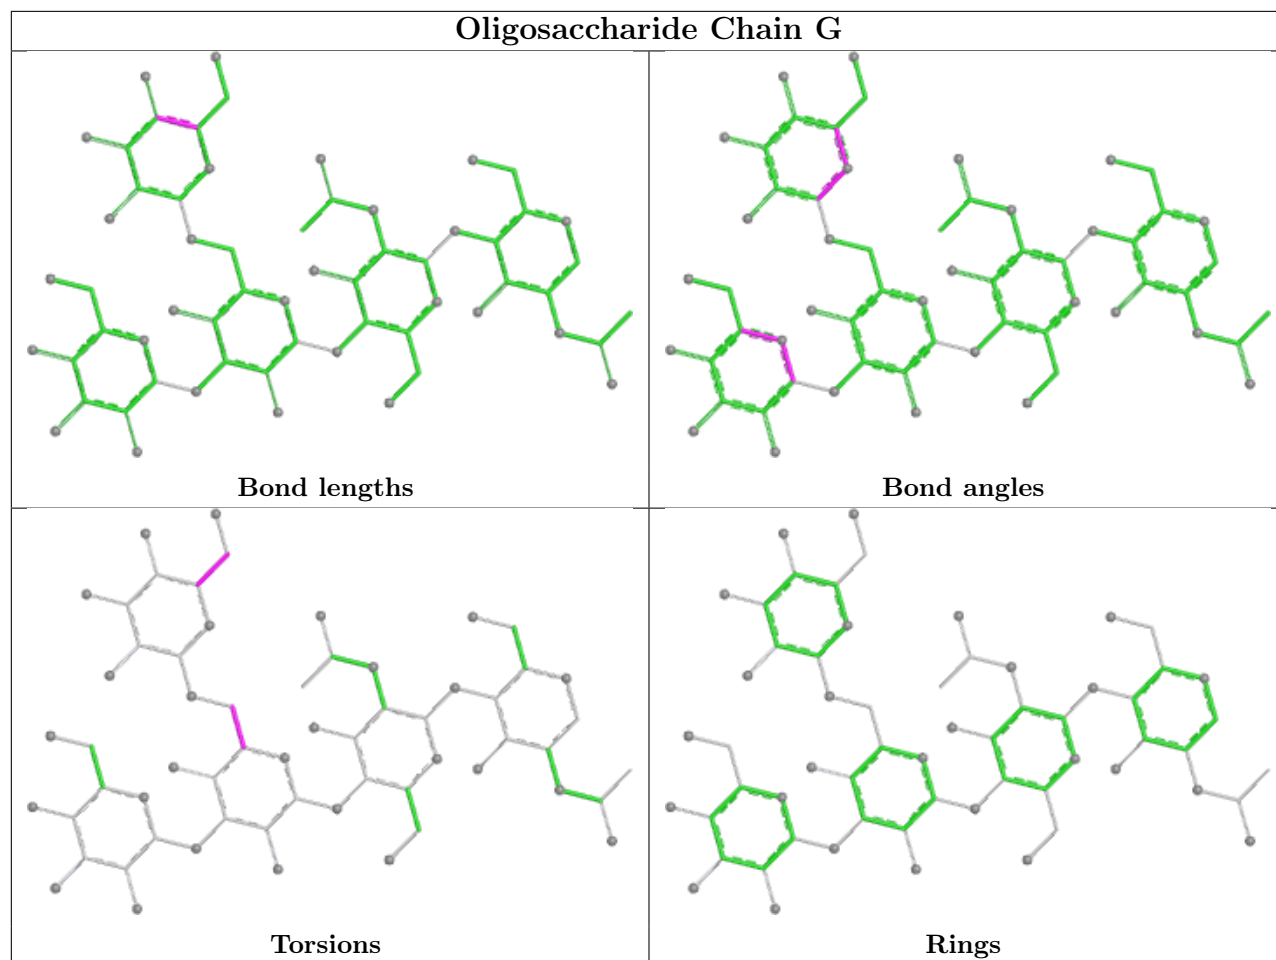 Oligosaccharide Chain G
Bond lengths
Bond angles
Torsions
Rings